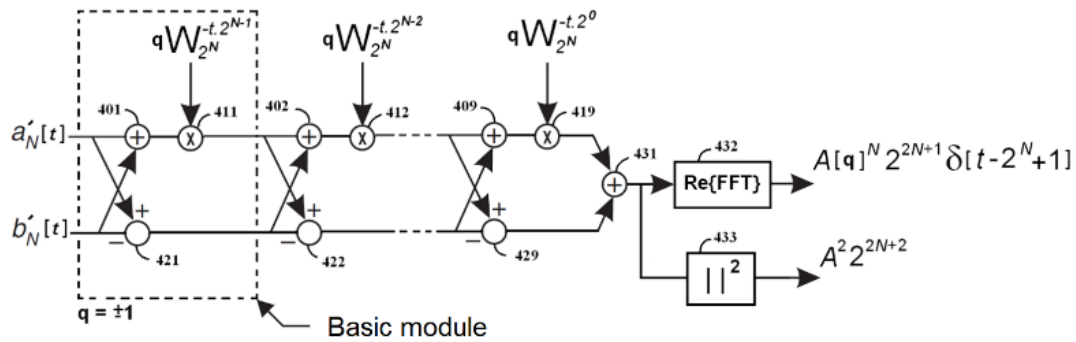 qW_{2^N}^{-t.2^{N-1}} qW_{2^N}^{-t.2^{N-2}} qW_{2^N}^{-t.2^0}
401 411 402 412 409 419
a'_N[t] + X + X + X
431 432
+ Re{FFT} A[q]^N 2^{2N+1} δ[t-2^N+1]
+ + +
b'_N[t] − − −
421 422 429
433
| |^2 A^2 2^{2N+2}
q = ±1
Basic module